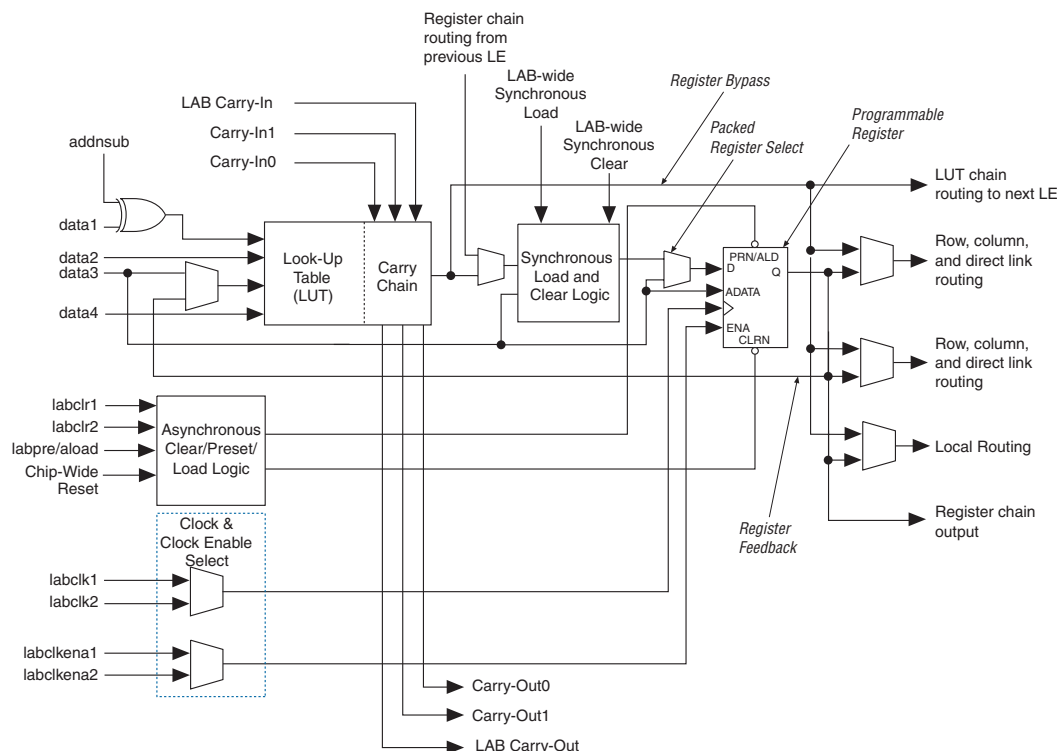 Register chain
routing from
previous LE
LAB-wide
Synchronous
Load
LAB-wide
Synchronous
Clear
Register Bypass
Packed
Register Select
Programmable
Register
LAB Carry-In
Carry-In1
Carry-In0
addnsub
data1
data2
data3
data4
Look-Up
Table
(LUT)
Carry
Chain
Synchronous
Load and
Clear Logic
PRN/ALD
D
Q
ADATA
ENA
CLRN
LUT chain
routing to next LE
Row, column,
and direct link
routing
Row, column,
and direct link
routing
Local Routing
Register chain
output
Register
Feedback
labclr1
labclr2
labpre/aload
Chip-Wide
Reset
Asynchronous
Clear/Preset/
Load Logic
Clock &
Clock Enable
Select
labclk1
labclk2
labclkena1
labclkena2
Carry-Out0
Carry-Out1
LAB Carry-Out